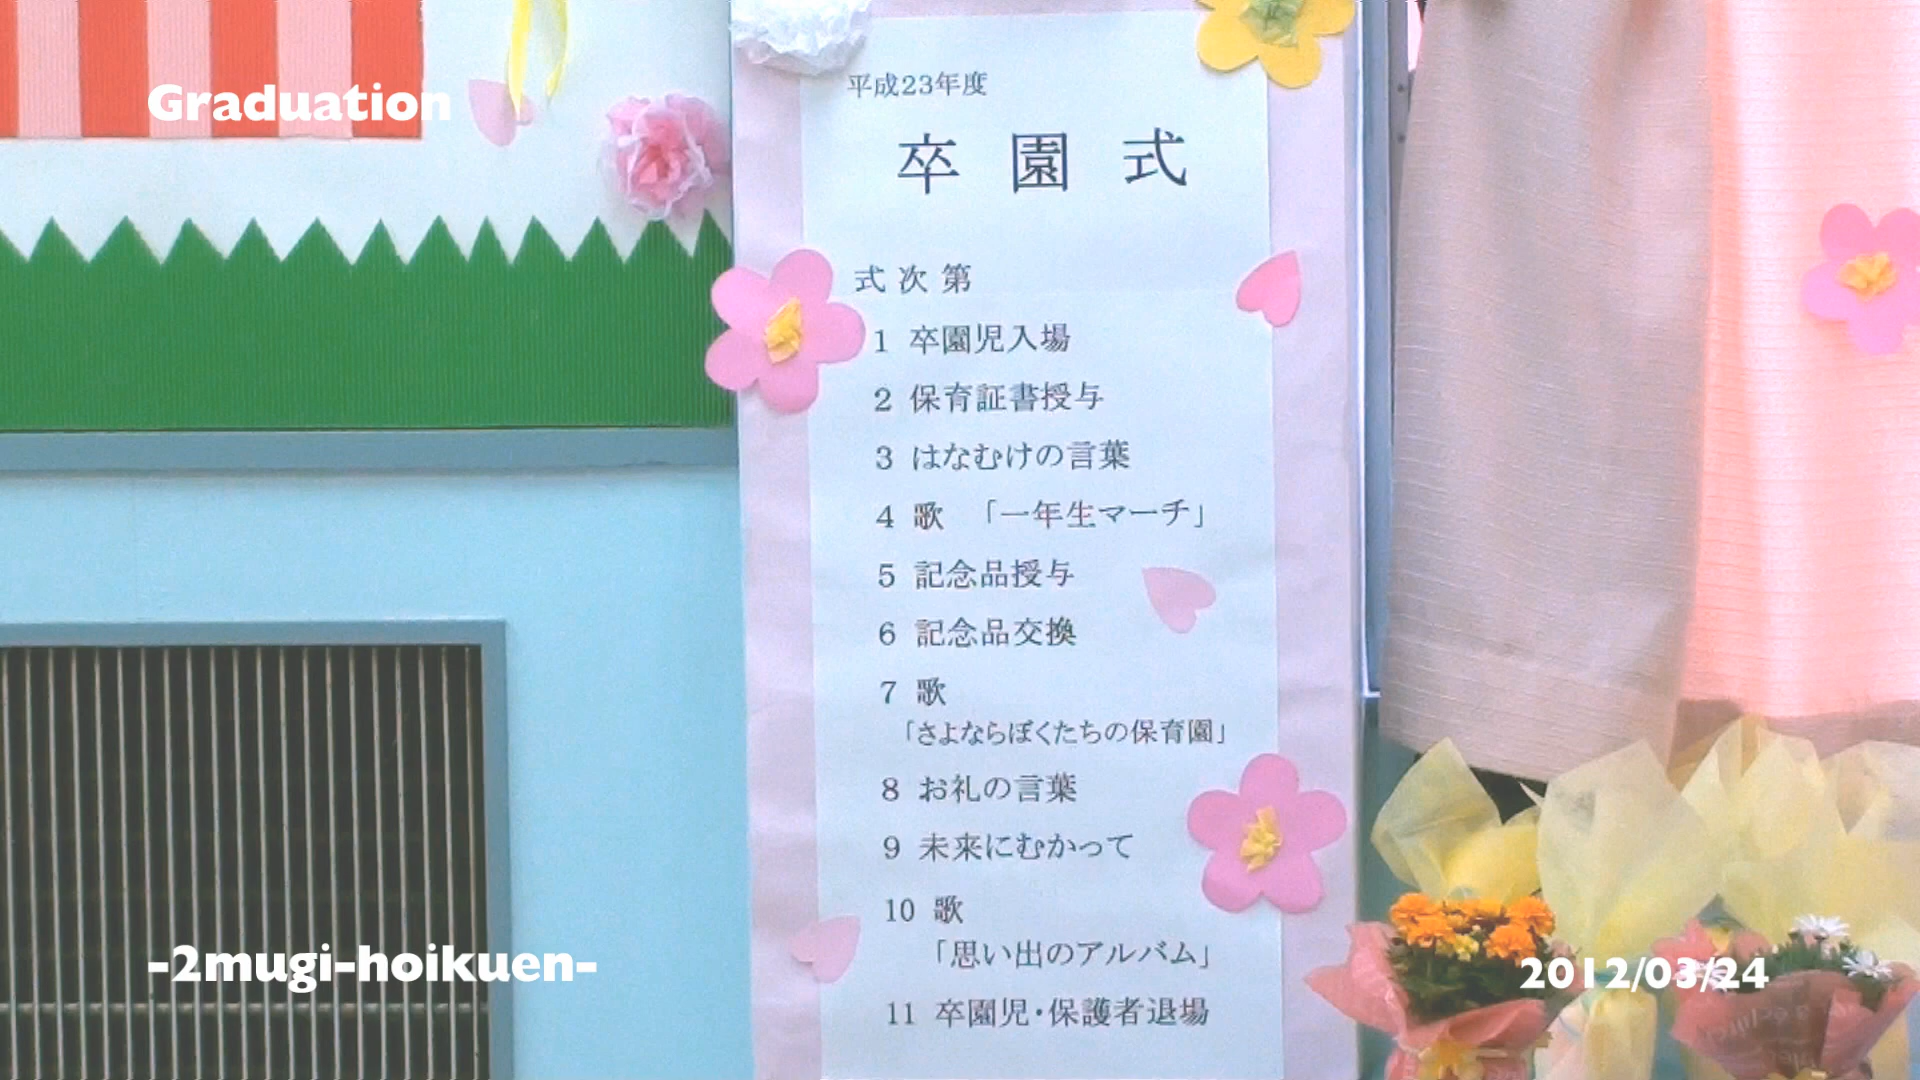 Graduation
平成23年度
卒園式
式次第
1 卒園児入場
2 保育証書授与
3 はなむけの言葉
4 歌 「一年生マーチ」
5 記念品授与
6 記念品交換
7 歌
「さよならぼくたちの保育園」
8 お礼の言葉
9 未来にむかって
10 歌
「思い出のアルバム」
11 卒園児・保護者退場
-2mugi-hoikuen-
2012/03/24